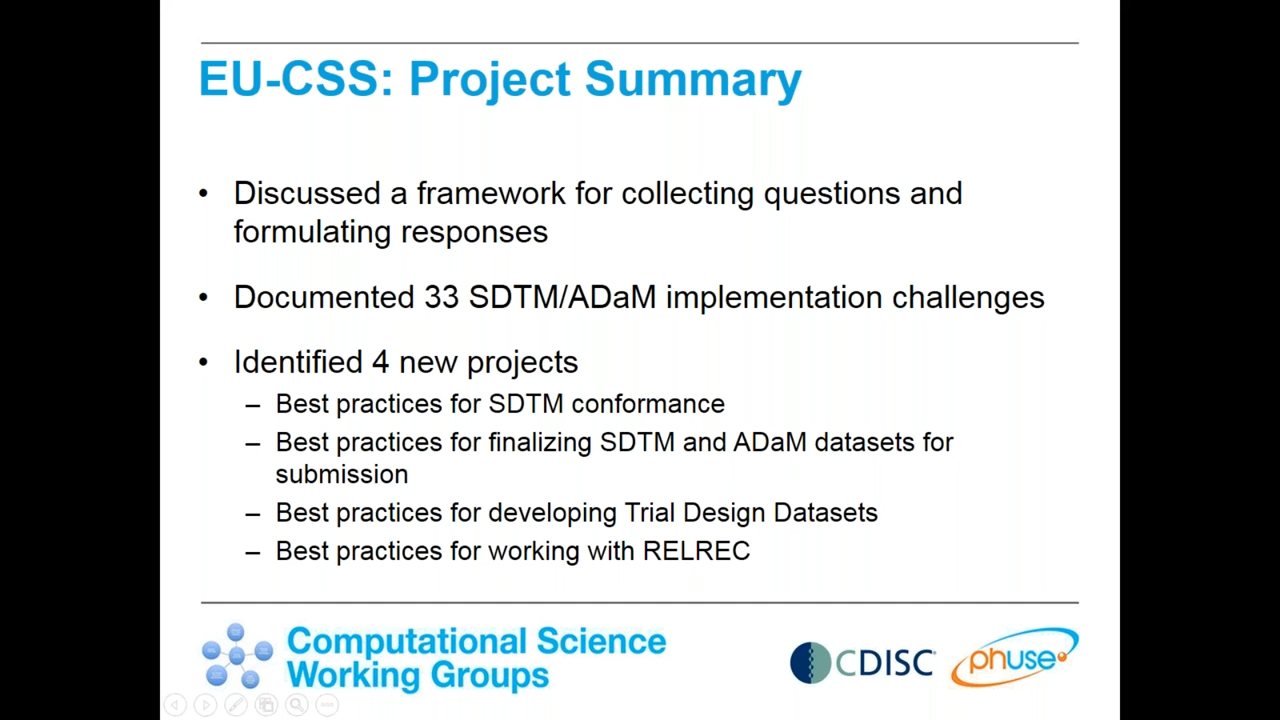 EU-CSS: Project Summary
• Discussed a framework for collecting questions and
formulating responses
• Documented 33 SDTM/ADaM implementation challenges
• Identified 4 new projects
– Best practices for SDTM conformance
– Best practices for finalizing SDTM and ADaM datasets for
submission
– Best practices for developing Trial Design Datasets
– Best practices for working with RELREC
Computational Science
Working Groups
CDISC
phuse